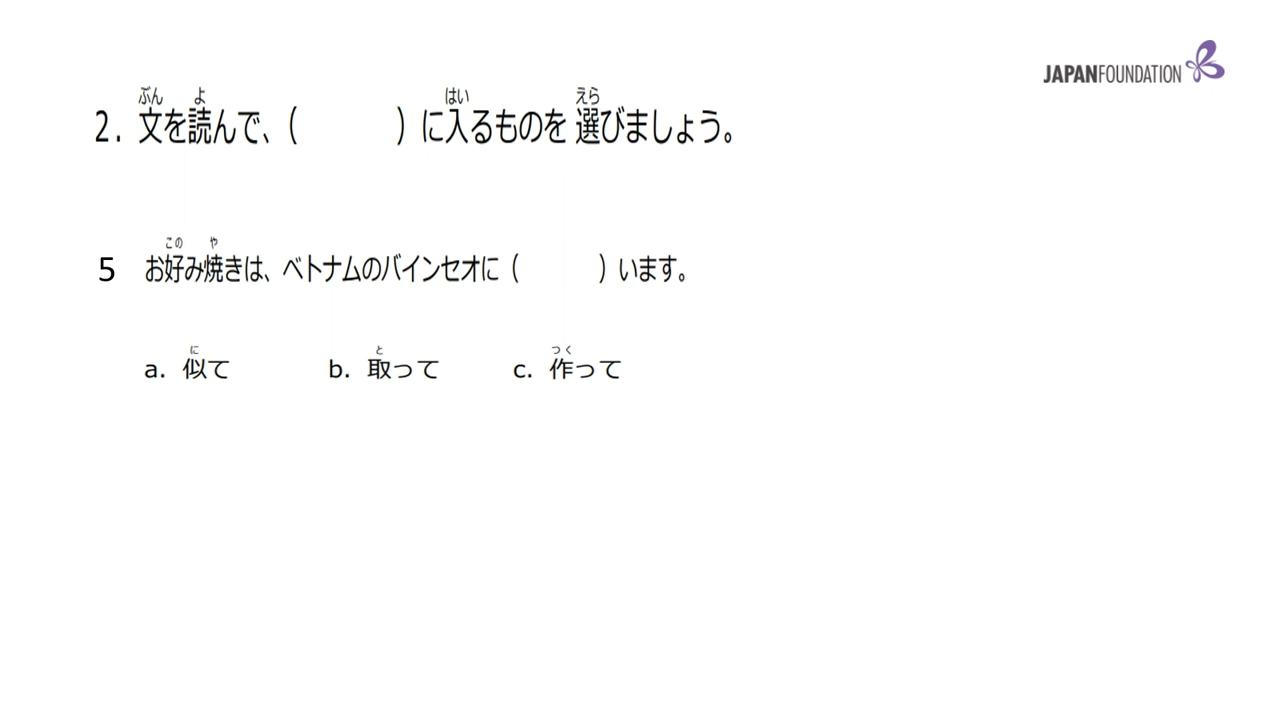 JAPANFOUNDATION
ぶん よ はい えら
2. 文を読んで、( )に入るものを 選びましょう。
この や
5 お好み焼きは、ベトナムのバインセオに( )います。
に と つく
a. 似て b. 取って c. 作って